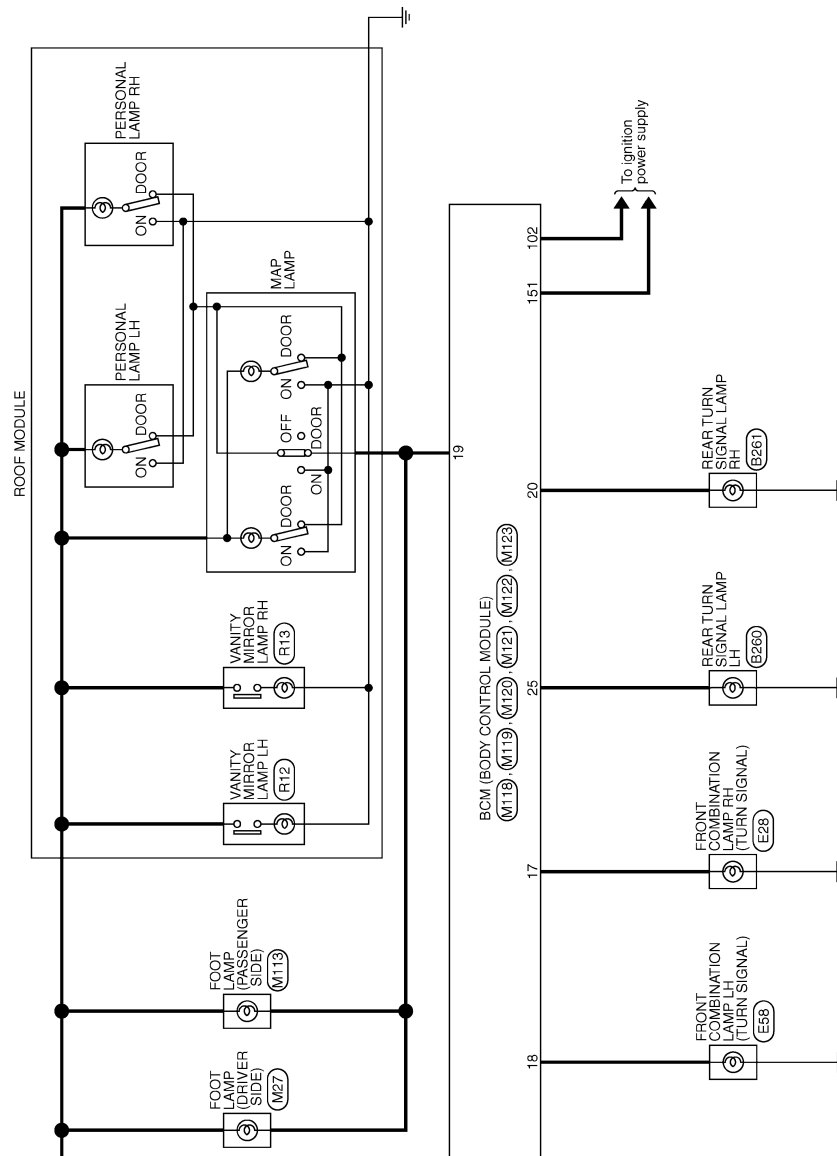 ROOF MODULE
PERSONAL
LAMP RH
DOOR
ON
PERSONAL
LAMP LH
DOOR
ON
MAP
LAMP
DOOR
ON
OFF
DOOR
ON
DOOR
ON
VANITY
MIRROR
LAMP RH
R13
VANITY
MIRROR
LAMP LH
R12
FOOT
LAMP
(PASSENGER
SIDE)
M113
FOOT
LAMP
(DRIVER
SIDE)
M27
To ignition
power supply
102
151
19
20
25
17
18
BCM (BODY CONTROL MODULE)
M118, M119, M120, M121, M122, M123
REAR TURN
SIGNAL LAMP
RH
B261
REAR TURN
SIGNAL LAMP
LH
B260
FRONT
COMBINATION
LAMP RH
(TURN SIGNAL)
E28
FRONT
COMBINATION
LAMP LH
(TURN SIGNAL)
E58